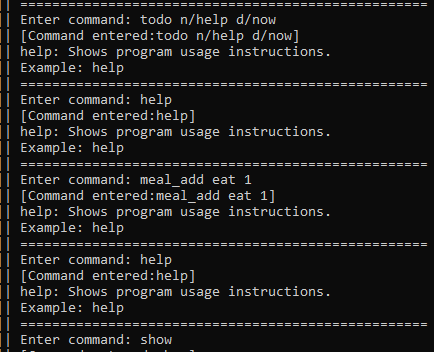 ===================================================
Enter command: todo n/help d/now
[Command entered:todo n/help d/now]
help: Shows program usage instructions.
Example: help
===================================================
Enter command: help
[Command entered:help]
help: Shows program usage instructions.
Example: help
===================================================
Enter command: meal_add eat 1
[Command entered:meal_add eat 1]
help: Shows program usage instructions.
Example: help
===================================================
Enter command: help
[Command entered:help]
help: Shows program usage instructions.
Example: help
===================================================
Enter command: show